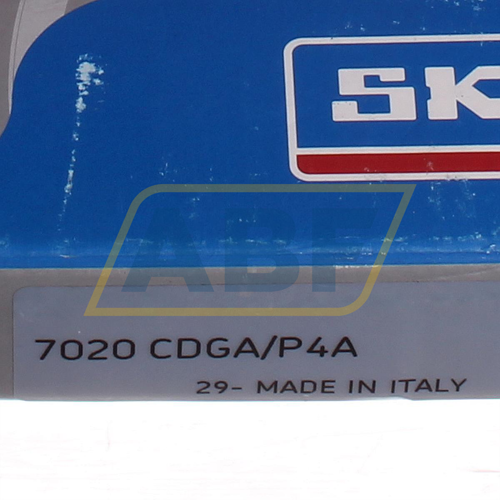 SK
ABF
7020 CDGA/P4A
29- MADE IN ITALY